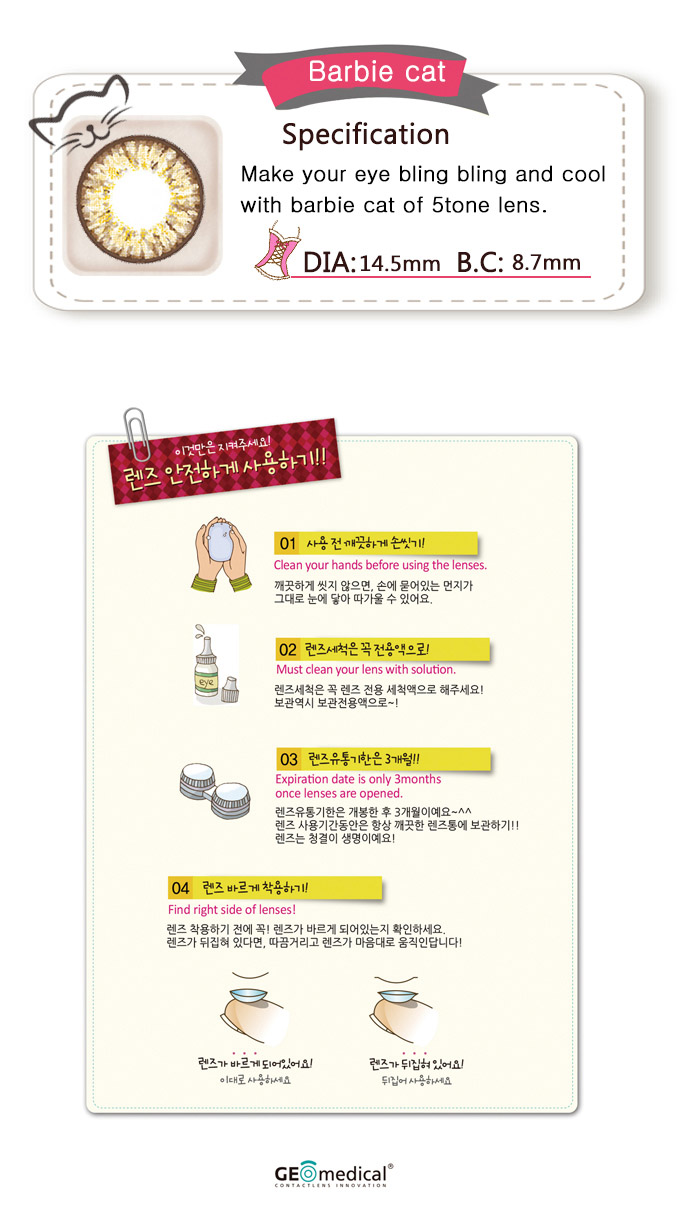 Barbie cat
Specification
Make your eye bling bling and cool
with barbie cat of 5tone lens.
DIA: 14.5mm B.C: 8.7mm
이것만은 지켜주세요!
렌즈 안전하게 사용하기!!
01 사용 전 깨끗하게 손씻기!
Clean your hands before using the lenses.
깨끗하게 씻지 않으면, 손에 묻어있는 먼지가
그대로 눈에 닿아 따가울 수 있어요.
02 렌즈세척은 꼭 전용액으로!
Must clean your lens with solution.
eye
렌즈세척은 꼭 렌즈 전용 세척액으로 해주세요!
보관역시 보관전용액으로~!
03 렌즈유통기한은 3개월!!
Expiration date is only 3months
once lenses are opened.
렌즈유통기한은 개봉한 후 3개월이예요~^^
렌즈 사용기간동안은 항상 깨끗한 렌즈통에 보관하기!!
렌즈는 청결이 생명이예요!
04 렌즈 바르게 착용하기!
Find right side of lenses!
렌즈 착용하기 전에 꼭! 렌즈가 바르게 되어있는지 확인하세요.
렌즈가 뒤집혀 있다면, 따끔거리고 렌즈가 마음대로 움직인답니다!
렌즈가 바르게 되어있어요! 렌즈가 뒤집혀 있어요!
이대로 사용하세요 뒤집어 사용하세요
GEOmedical®
CONTACTLENS INNOVATION